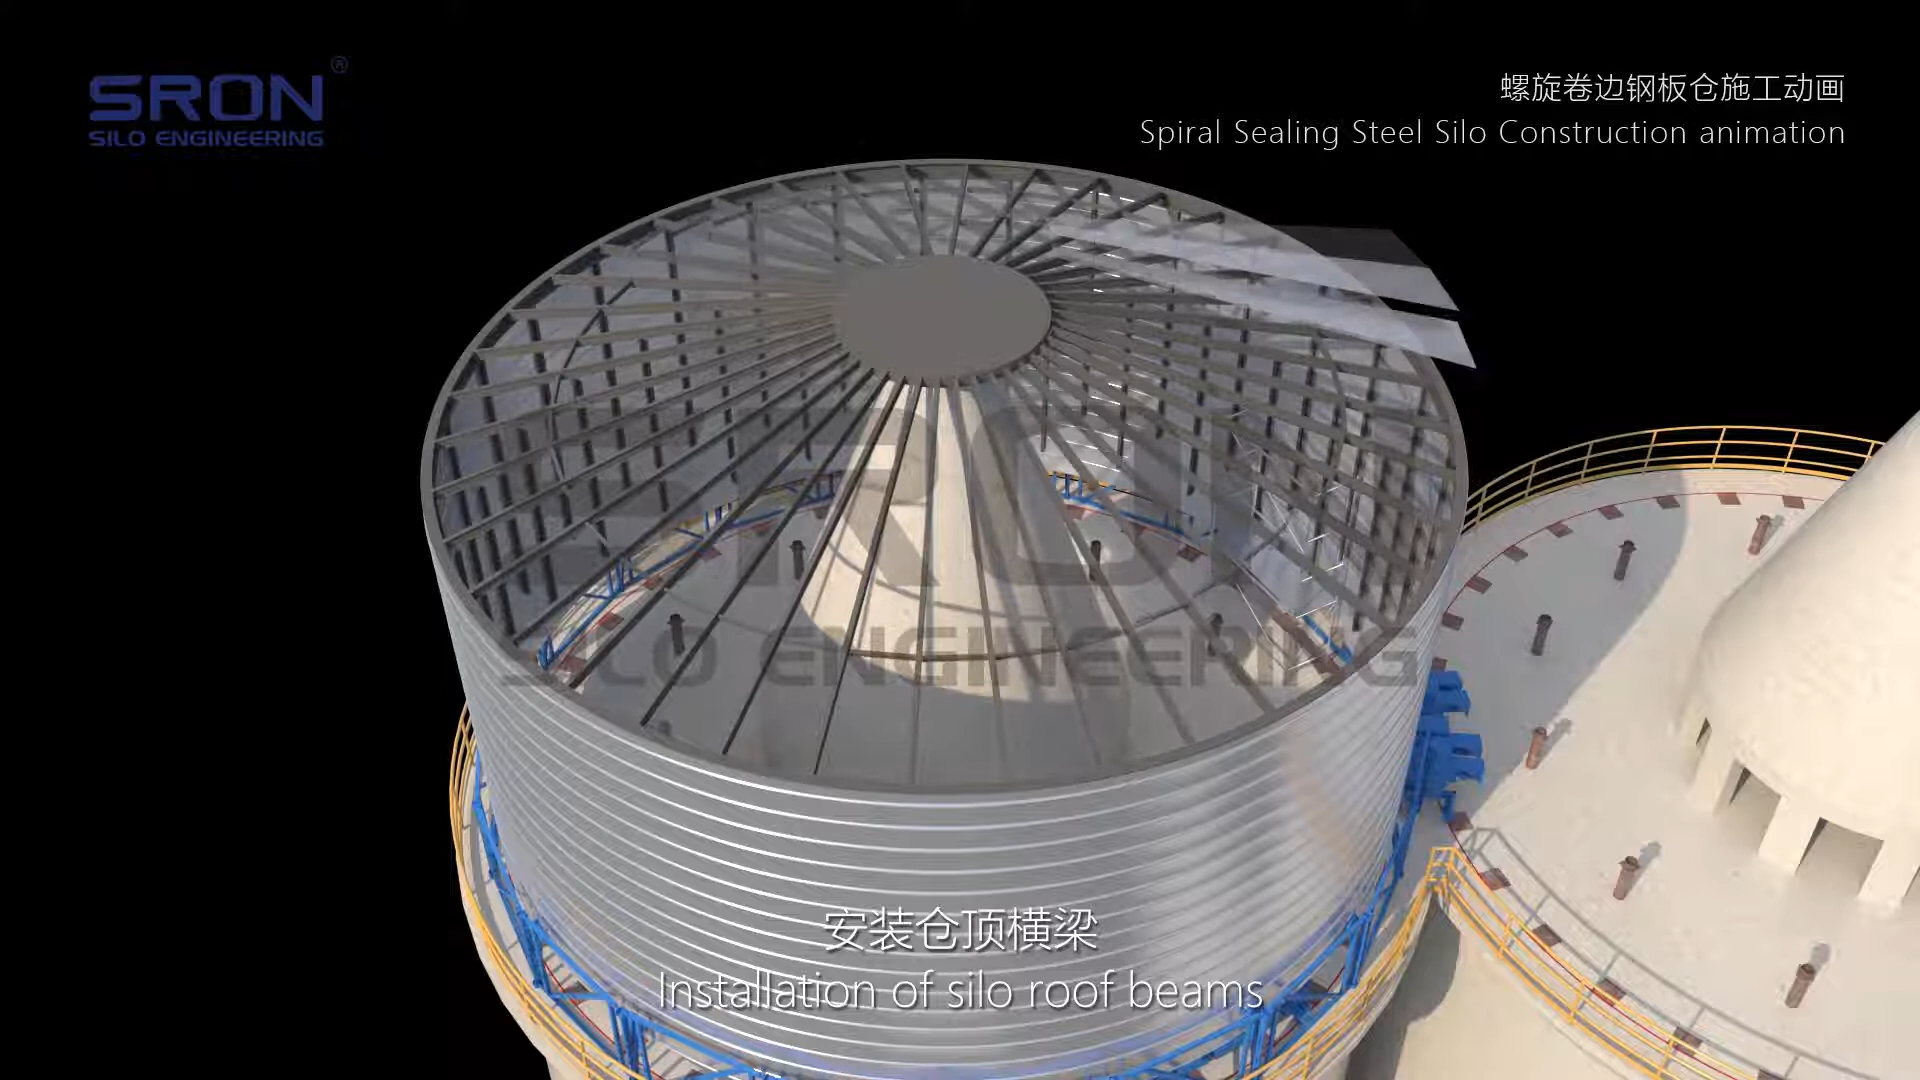 SRON®
SILO ENGINEERING
螺旋卷边钢板仓施工动画
Spiral Sealing Steel Silo Construction animation
SRON
SILO ENGINEERING
安装仓顶横梁
Installation of silo roof beams